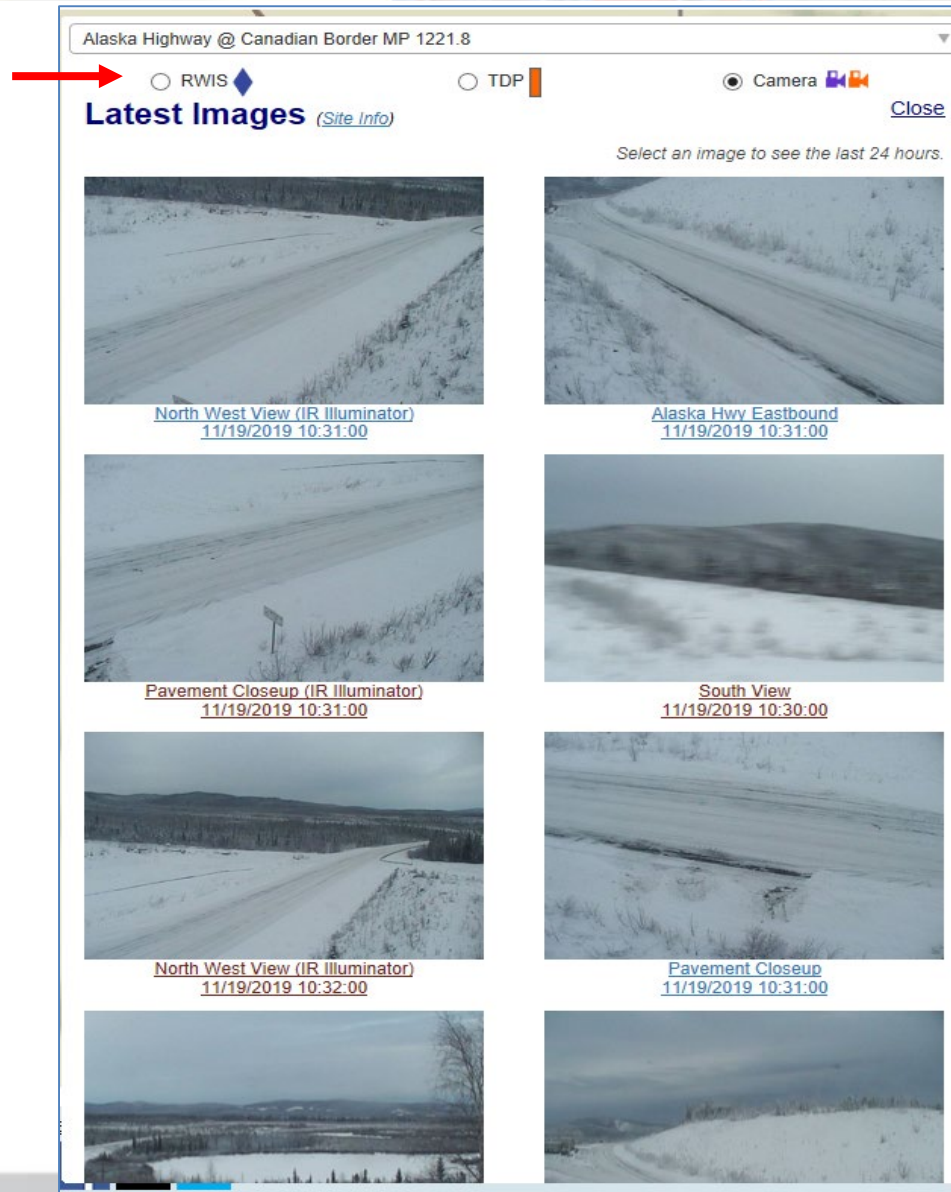 Alaska Highway @ Canadian Border MP 1221.8
RWIS TDP Camera
Latest Images (Site Info) Close
Select an image to see the last 24 hours.
North West View (IR Illuminator) Alaska Hwy Eastbound
11/19/2019 10:31:00 11/19/2019 10:31:00
Pavement Closeup (IR Illuminator) South View
11/19/2019 10:31:00 11/19/2019 10:30:00
North West View (IR Illuminator) Pavement Closeup
11/19/2019 10:32:00 11/19/2019 10:31:00